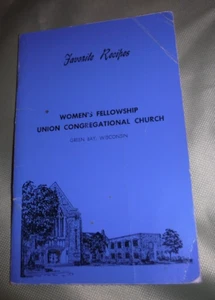 Favorite Recipes
WOMEN'S FELLOWSHIP
UNION CONGREGATIONAL CHURCH
GREEN BAY, WISCONSIN